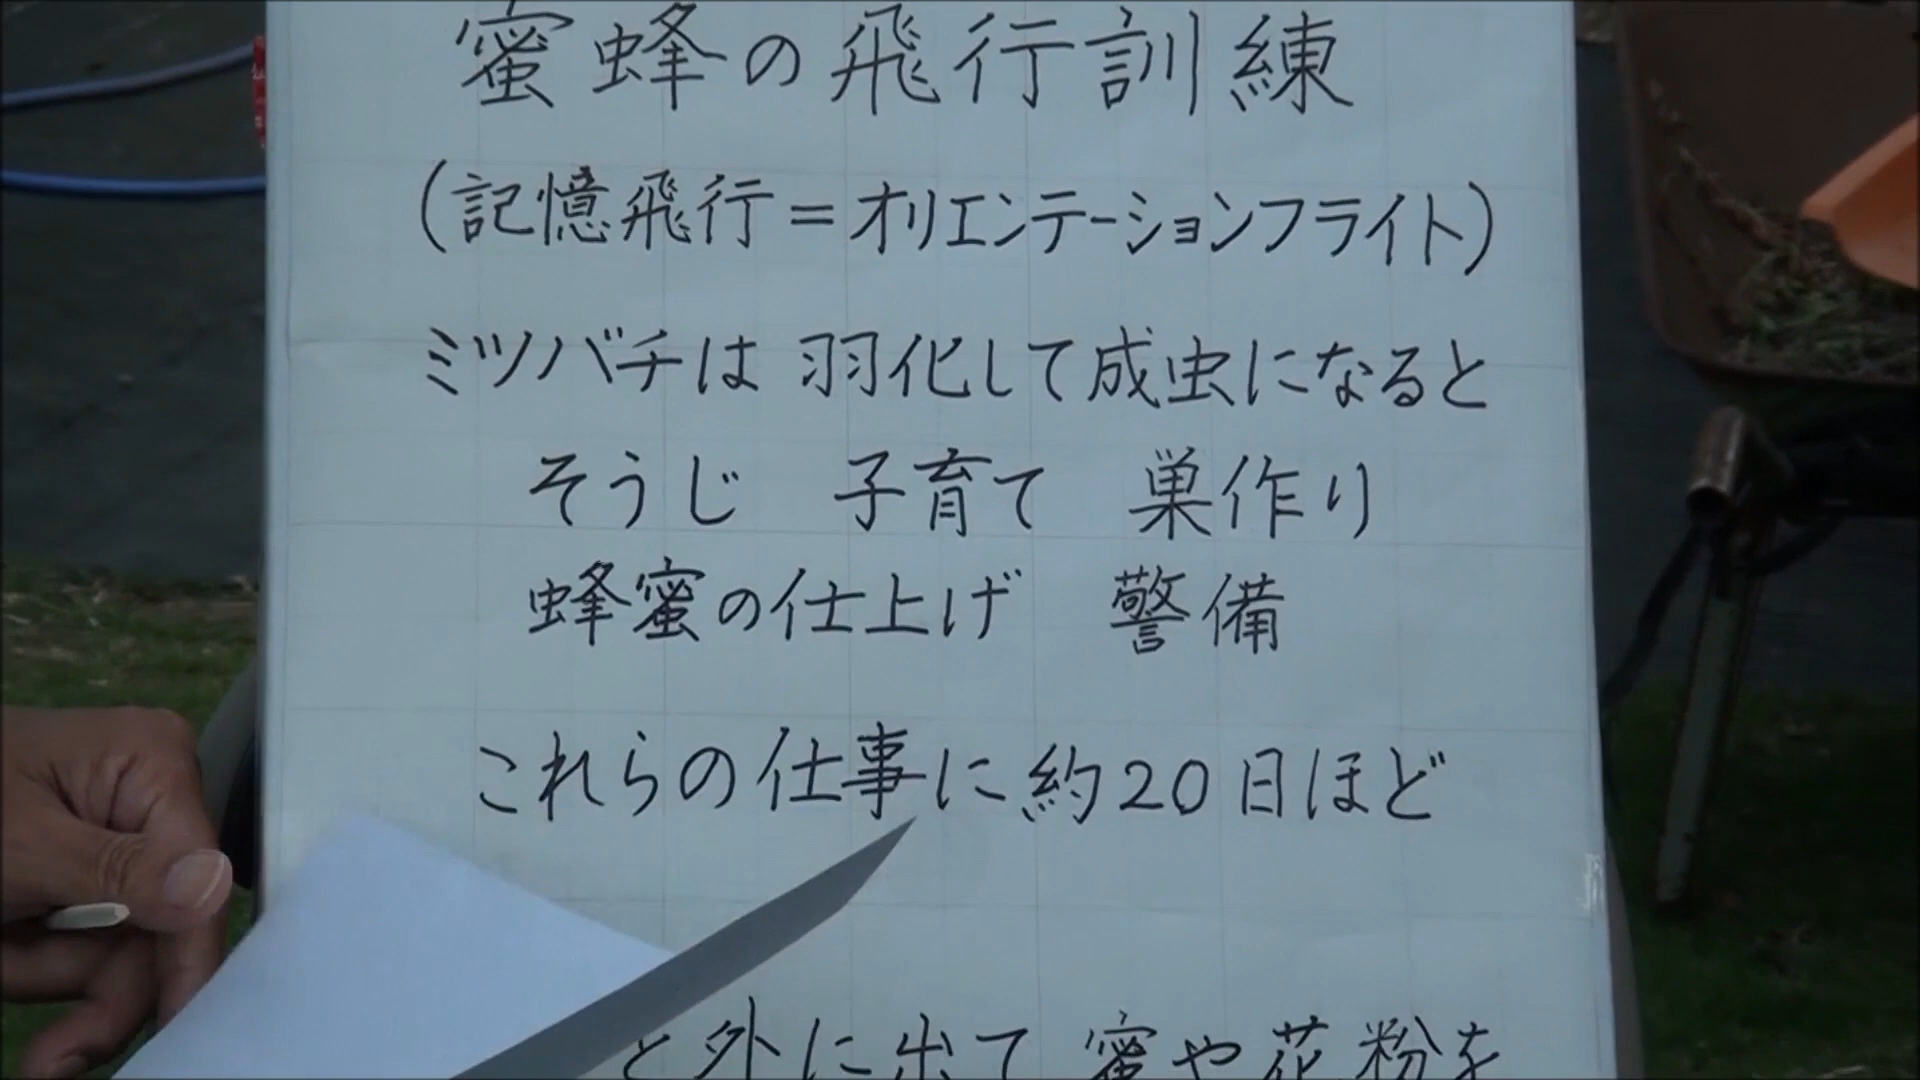 蜜蜂の飛行訓練
(記憶飛行=オリエンテーションフライト)
ミツバチは 羽化して成虫になると
そうじ 子育て 巣作り
蜂蜜の仕上げ 警備
これらの仕事に約20日ほど
と外に出て 蜜や花粉を